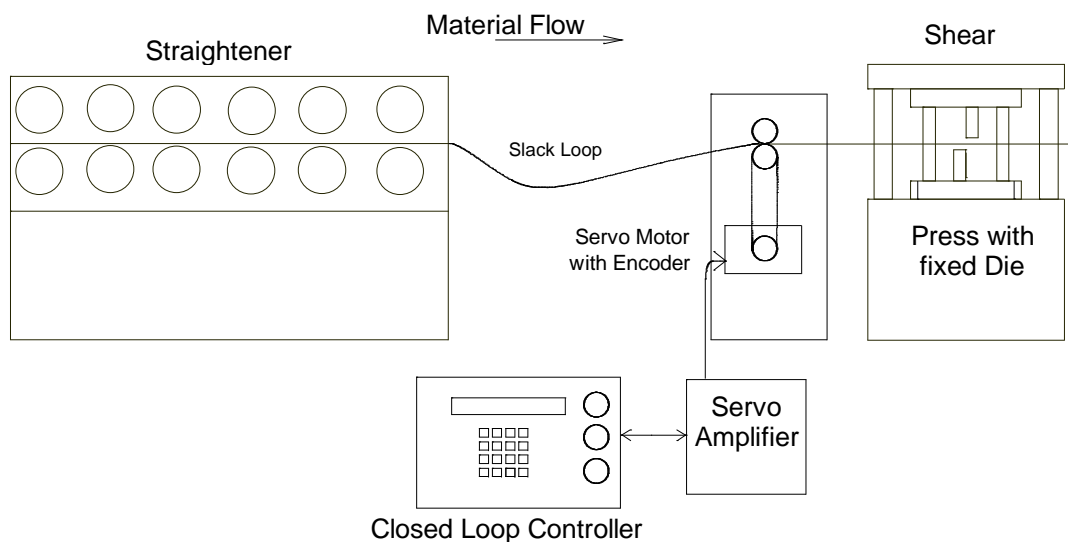 Material Flow
Straightener
Shear
Slack Loop
Servo Motor
with Encoder
Press with
fixed Die
Servo
Amplifier
Closed Loop Controller